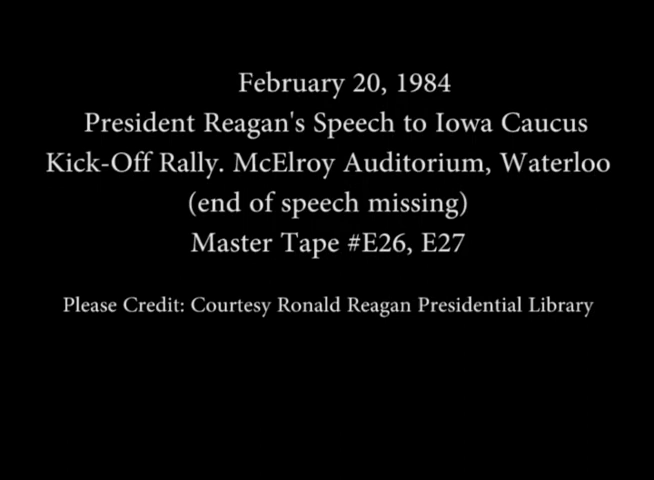 February 20, 1984
President Reagan's Speech to Iowa Caucus
Kick-Off Rally. McElroy Auditorium, Waterloo
(end of speech missing)
Master Tape #E26, E27
Please Credit: Courtesy Ronald Reagan Presidential Library